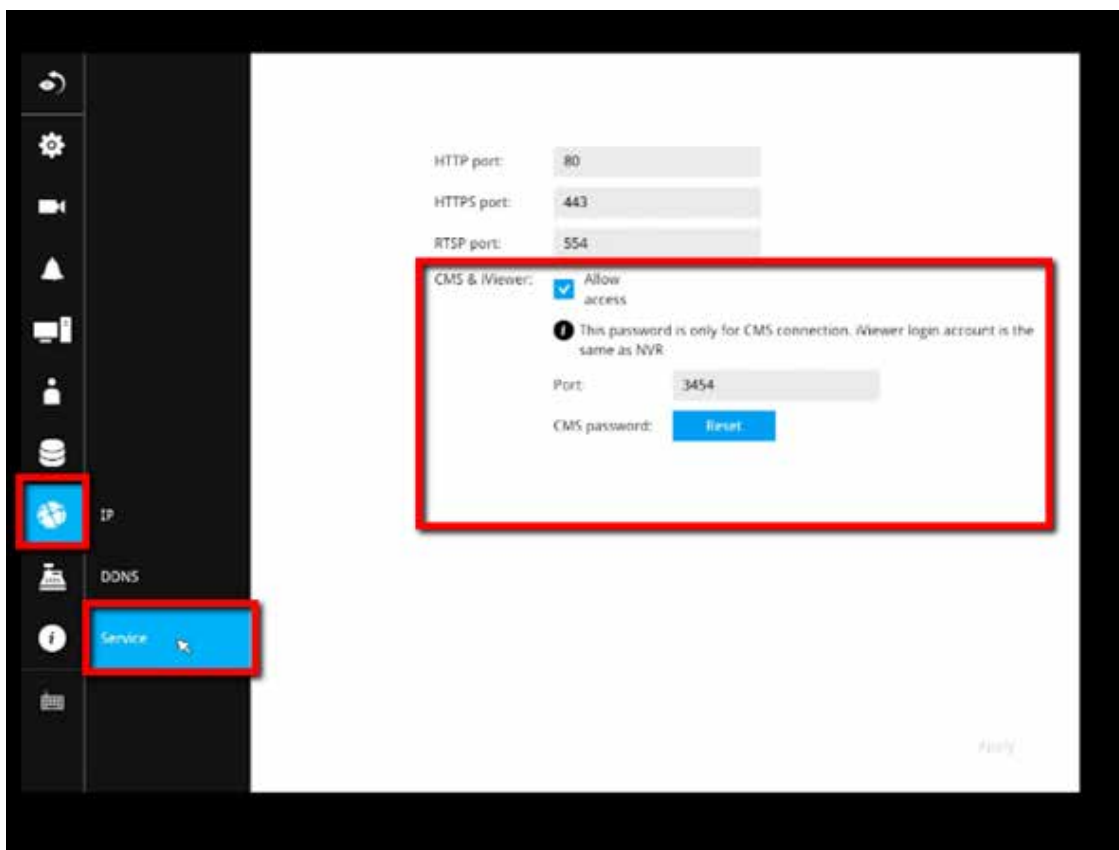 HTTP port: 80
HTTPS port: 443
RTSP port: 554
CMS & iViewer: Allow
access
This password is only for CMS connection. iViewer login account is the
same as NVR
Port: 3454
CMS password: Reset
IP
DDNS
Service
Apply